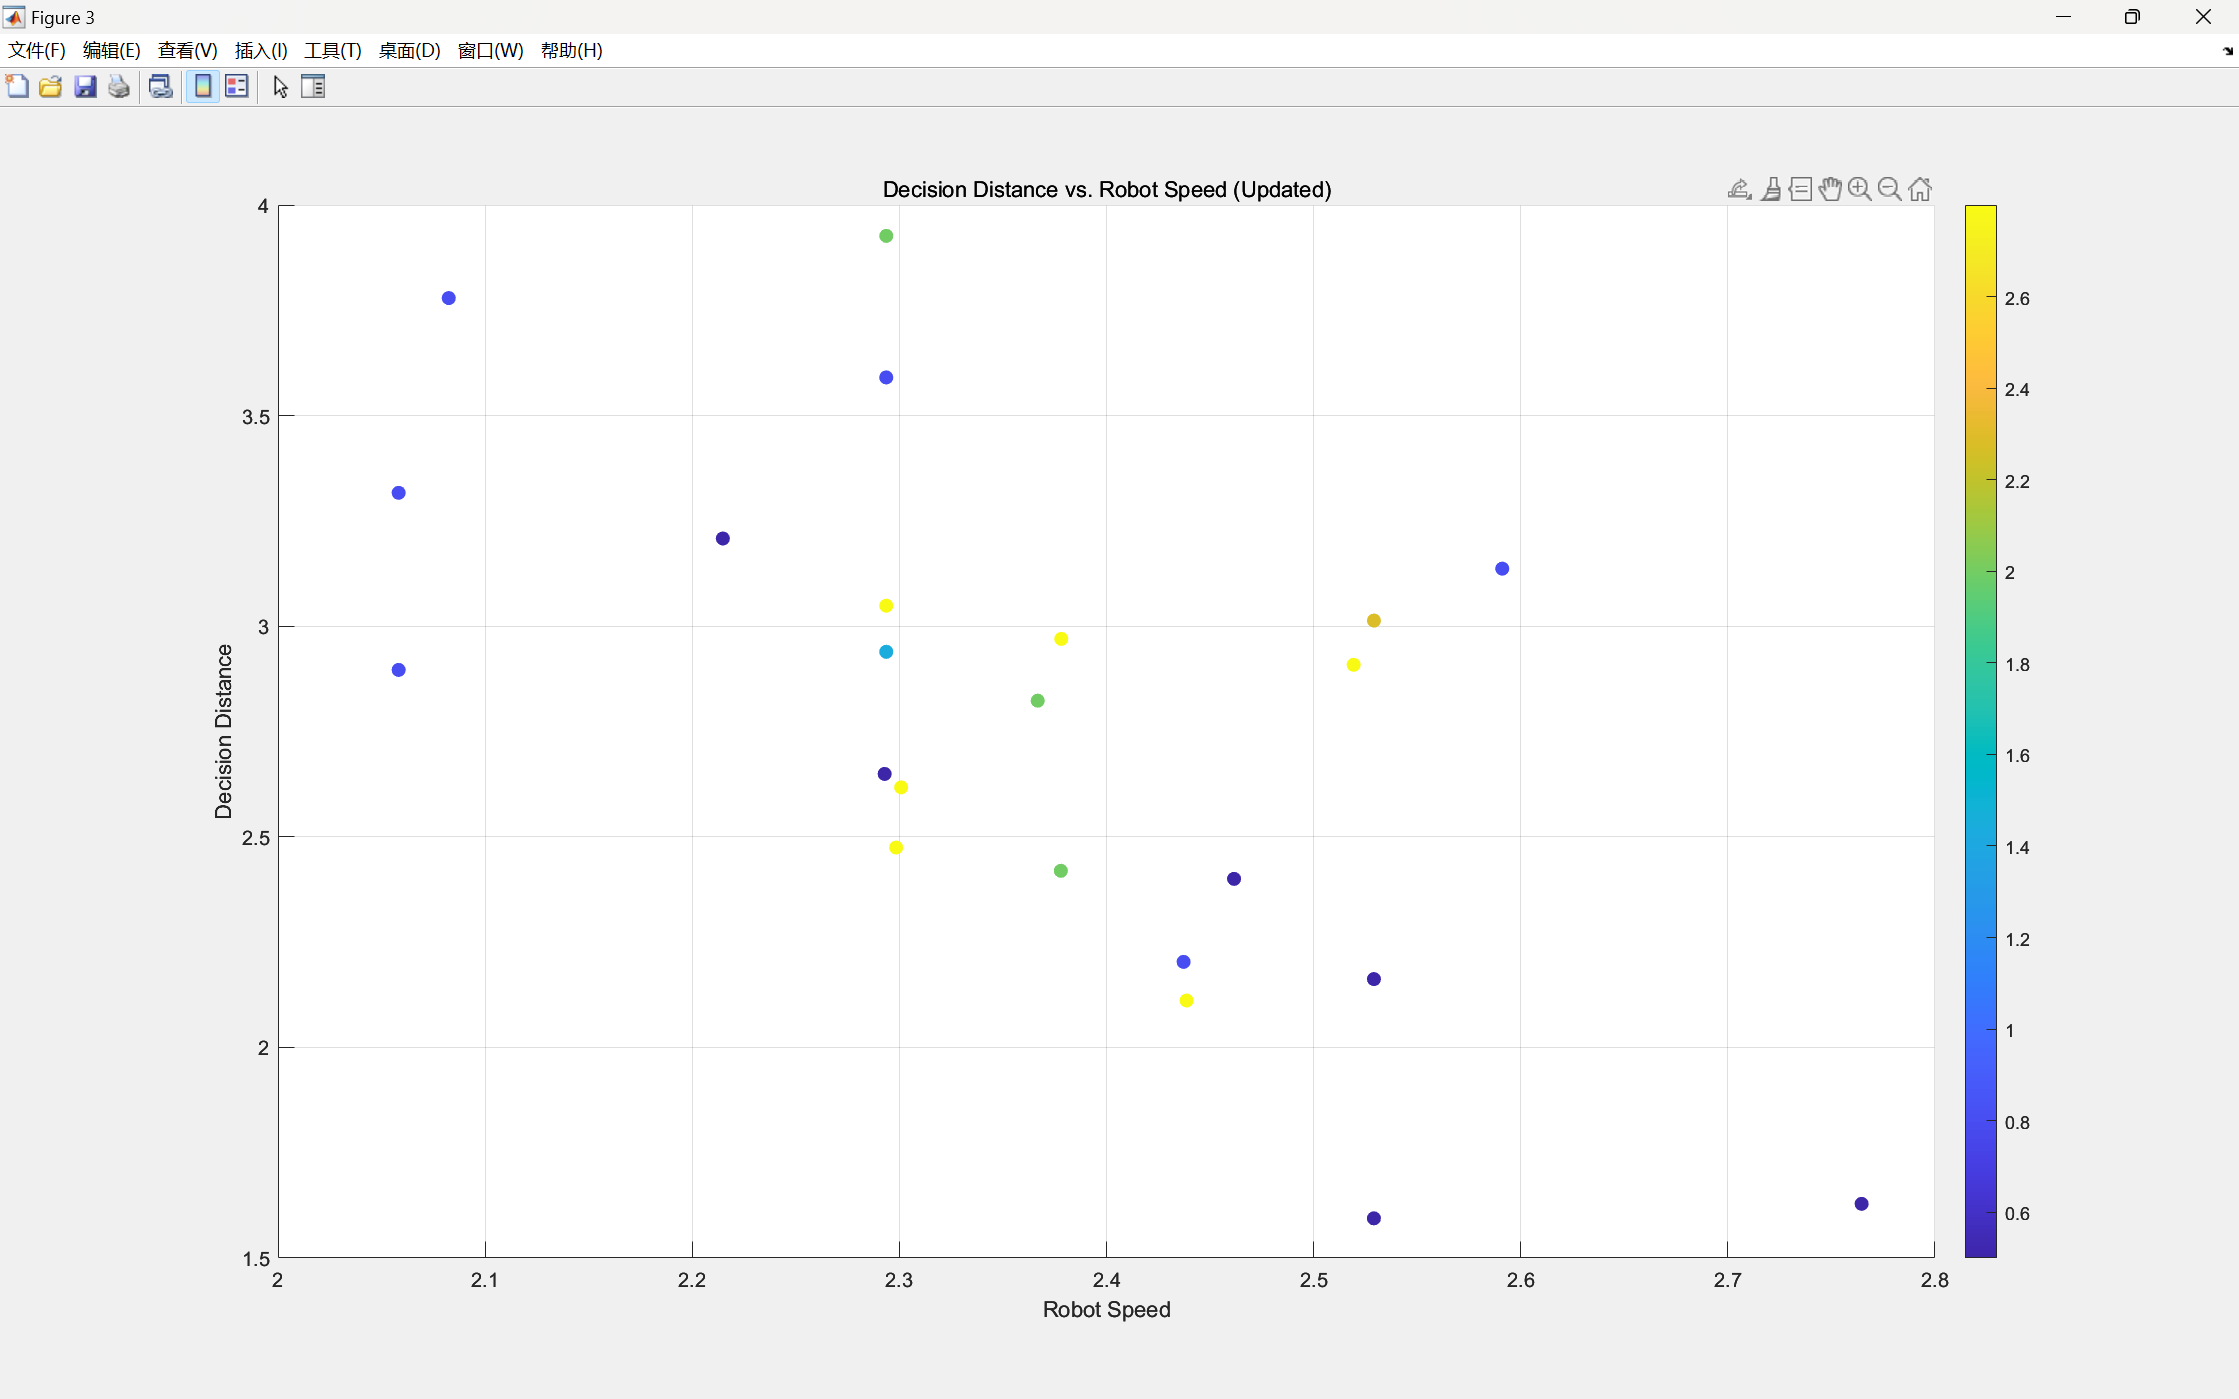 Figure 3
文件(F) 编辑(E) 查看(V) 插入(I) 工具(T) 桌面(D) 窗口(W) 帮助(H)
Decision Distance vs. Robot Speed (Updated)
4
3.5
3
2.5
2
1.5
Decision Distance
2 2.1 2.2 2.3 2.4 2.5 2.6 2.7 2.8
Robot Speed
2.6
2.4
2.2
2
1.8
1.6
1.4
1.2
1
0.8
0.6